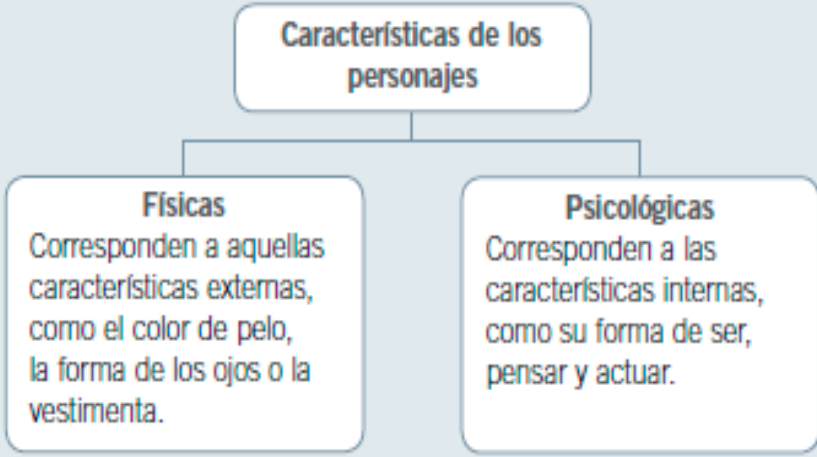 Características de los
personajes
Físicas
Corresponden a aquellas
características externas,
como el color de pelo,
la forma de los ojos o la
vestimenta.
Psicológicas
Corresponden a las
características internas,
como su forma de ser,
pensar y actuar.